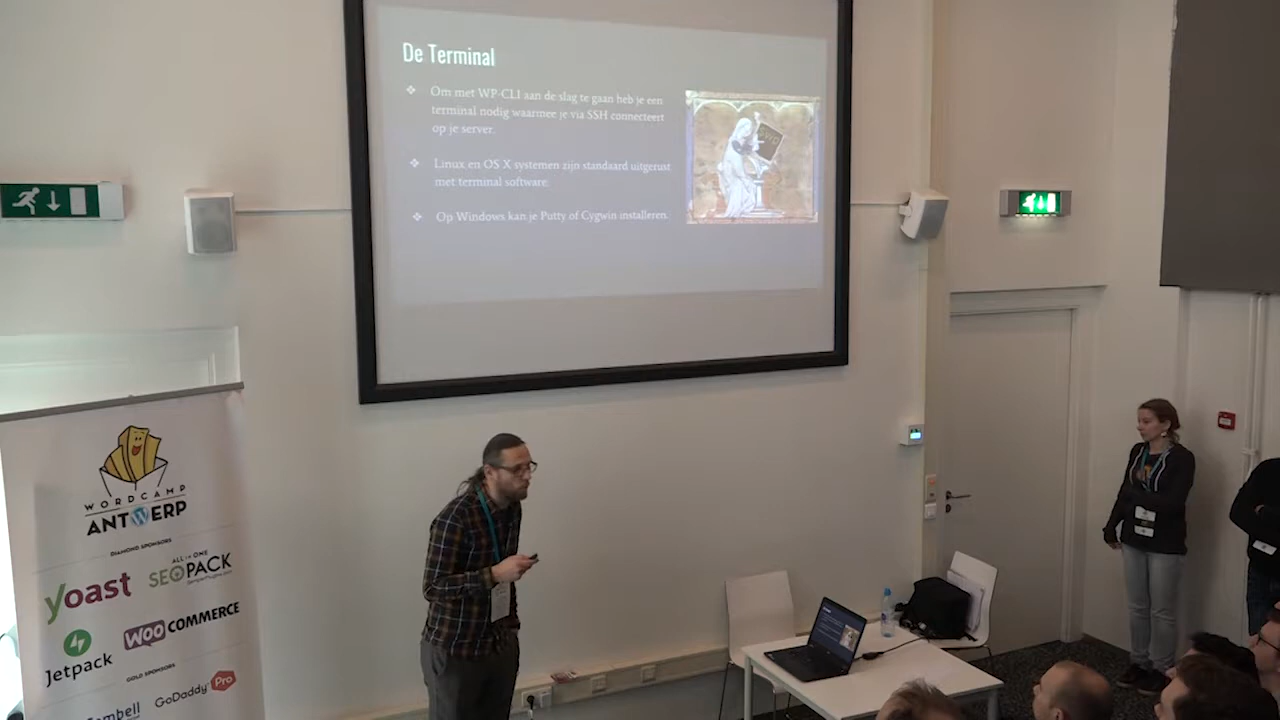 De Terminal
Om met WP-CLI aan de slag te gaan heb je een
terminal nodig waarmee je via SSH connecteert
op je server.
Linux en OS X systemen zijn standaard uitgerust
met terminal software.
Op Windows kan je Putty of Cygwin installeren.
WORDCAMP
ANTWERP
DIAMOND SPONSORS
yoast
ALL IN ONE
SEO PACK
Jetpack
WOO COMMERCE
GOLD SPONSORS
GoDaddy Pro